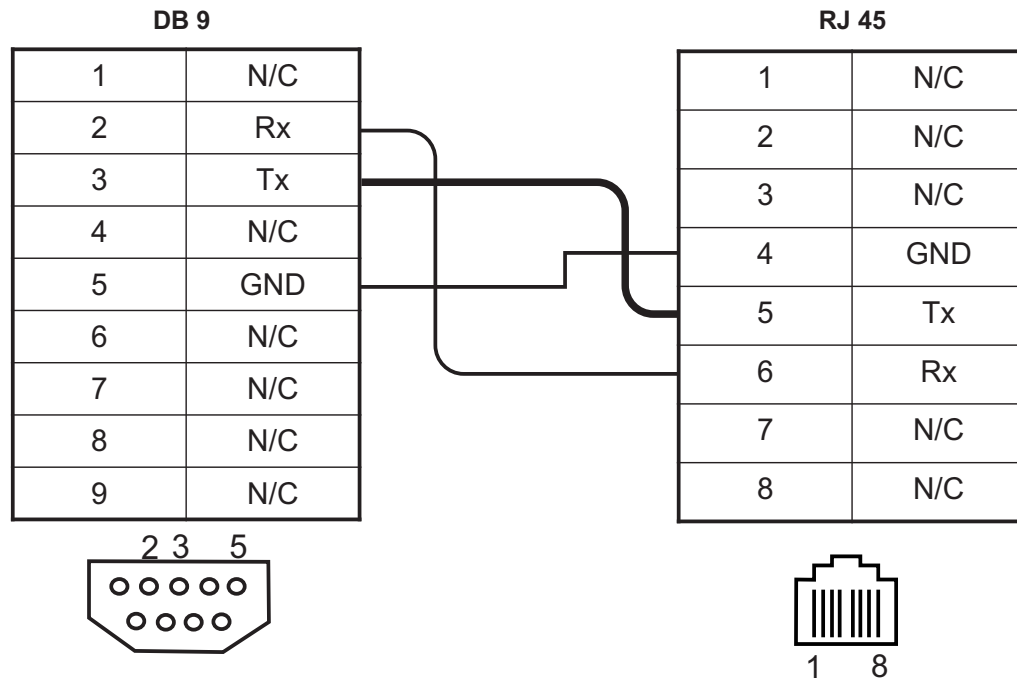 DB 9
1 N/C
2 Rx
3 Tx
4 N/C
5 GND
6 N/C
7 N/C
8 N/C
9 N/C
2 3 5
RJ 45
1 N/C
2 N/C
3 N/C
4 GND
5 Tx
6 Rx
7 N/C
8 N/C
1 8